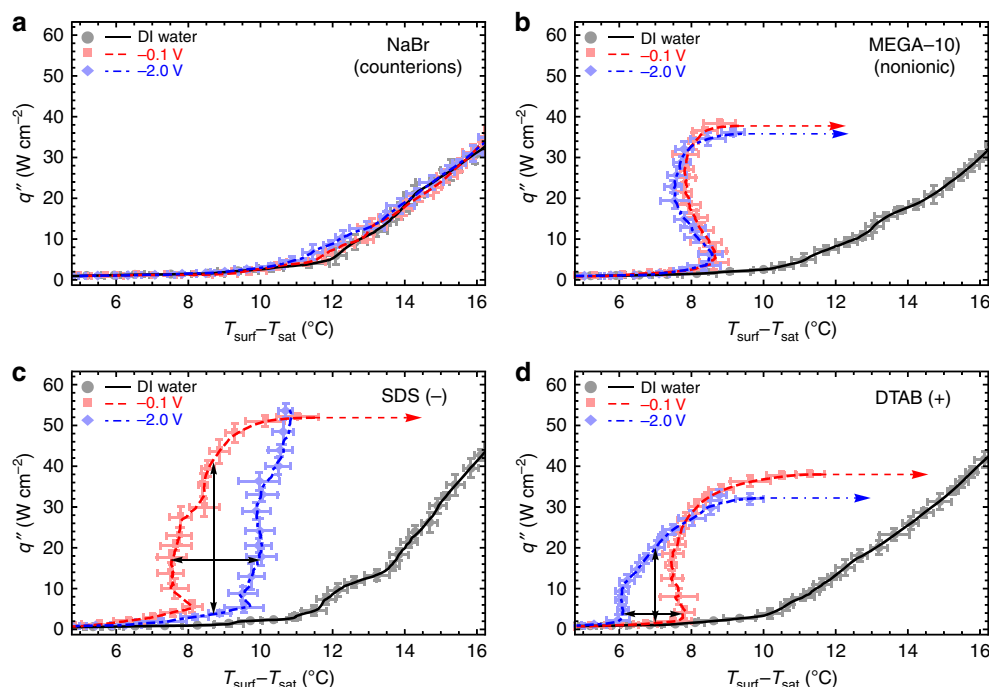 a
60
50
40
30
20
10
0
q″ (W cm−2)
DI water
−0.1 V
−2.0 V
NaBr
(counterions)
6 8 10 12 14 16
Tsurf−Tsat (°C)
b
60
50
40
30
20
10
0
q″ (W cm−2)
DI water
−0.1 V
−2.0 V
MEGA−10)
(nonionic)
6 8 10 12 14 16
Tsurf−Tsat (°C)
c
60
50
40
30
20
10
0
q″ (W cm−2)
DI water
−0.1 V
−2.0 V
SDS (−)
6 8 10 12 14 16
Tsurf−Tsat (°C)
d
60
50
40
30
20
10
0
q″ (W cm−2)
DI water
−0.1 V
−2.0 V
DTAB (+)
6 8 10 12 14 16
Tsurf−Tsat (°C)